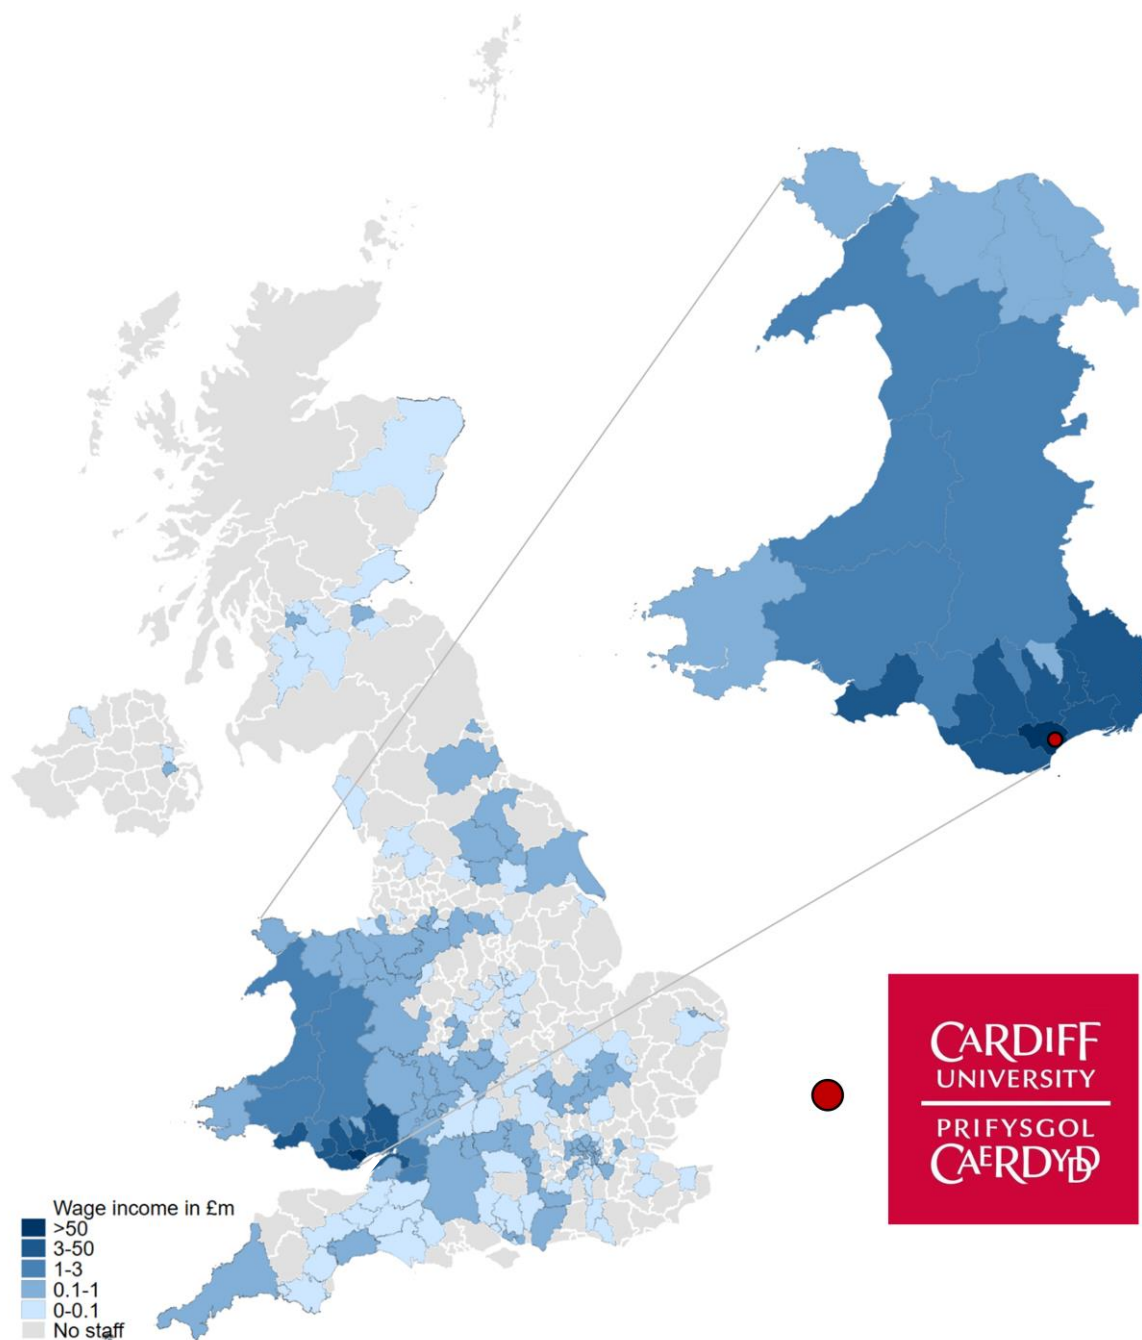 CARDIFF
UNIVERSITY
PRIFYSGOL
CAERDYDD
Wage income in £m
>50
3-50
1-3
0.1-1
0-0.1
No staff